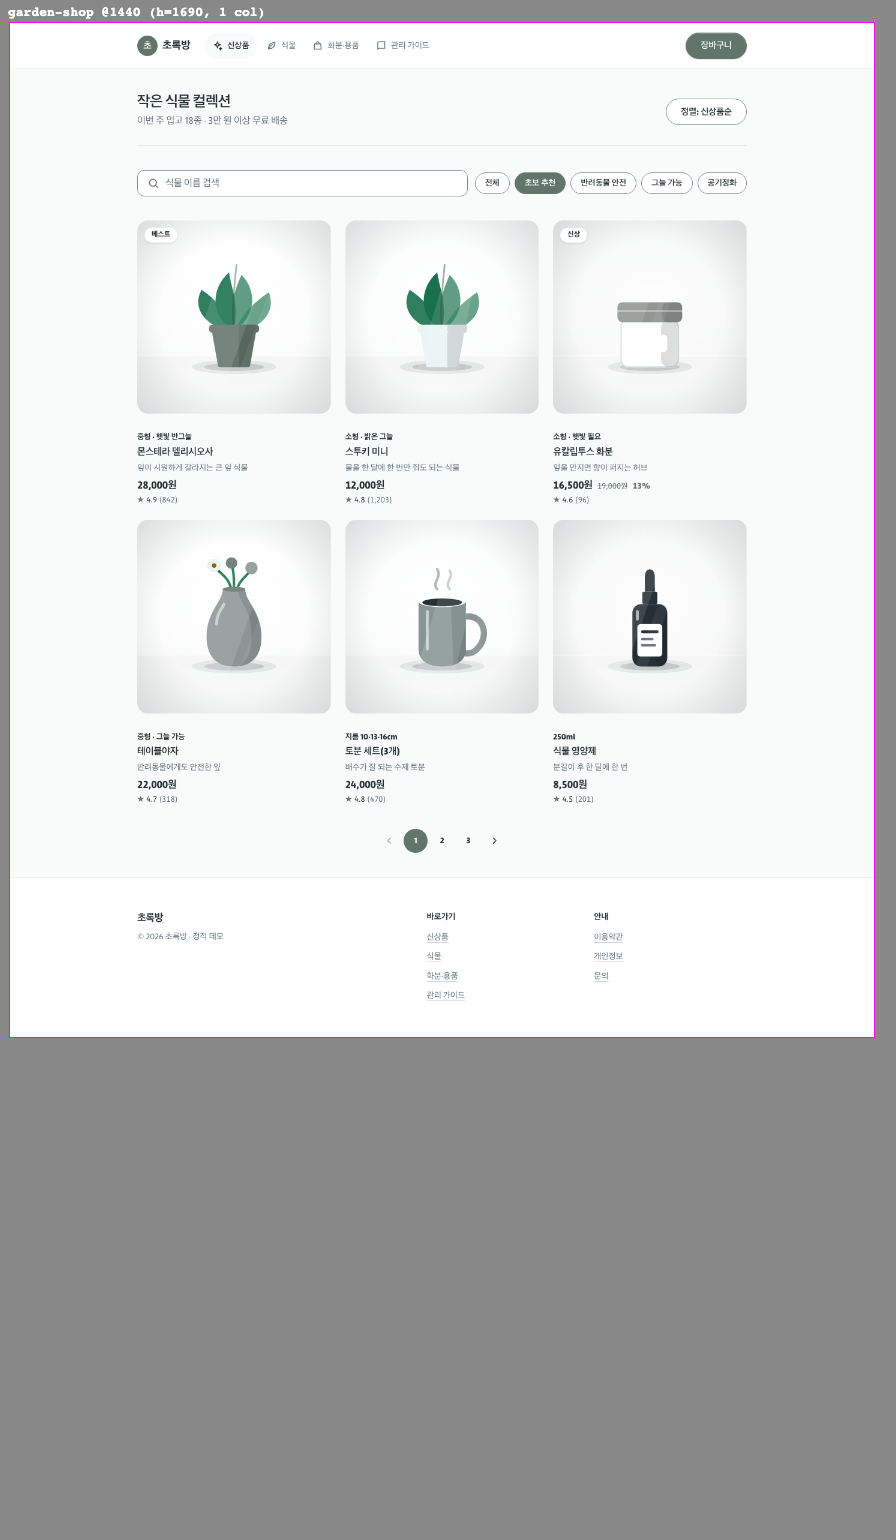 garden-shop @1440 (h=1690, 1 col)
초 초록방 신상품 식물 화분·용품 관리 가이드 장바구니
작은 식물 컬렉션
이번 주 입고 18종 · 3만 원 이상 무료 배송
정렬: 신상품순
식물 이름 검색
전체 초보 추천 반려동물 안전 그늘 가능 공기정화
베스트
중형 · 햇빛 반그늘
몬스테라 델리시오사
잎이 시원하게 갈라지는 큰 잎 식물
28,000원
★ 4.9 (842)
소형 · 밝은 그늘
스투키 미니
물을 한 달에 한 번만 줘도 되는 식물
12,000원
★ 4.8 (1,203)
신상
소형 · 햇빛 필요
유칼립투스 화분
잎을 만지면 향이 퍼지는 허브
16,500원 19,000원 13%
★ 4.6 (96)
중형 · 그늘 가능
테이블야자
반려동물에게도 안전한 잎
22,000원
★ 4.7 (318)
지름 10·13·16cm
토분 세트(3개)
배수가 잘 되는 수제 토분
24,000원
★ 4.8 (470)
250ml
식물 영양제
분갈이 후 한 달에 한 번
8,500원
★ 4.5 (201)
1 2 3
초록방
© 2026 초록방 · 정적 데모
바로가기
신상품
식물
화분·용품
관리 가이드
안내
이용약관
개인정보
문의